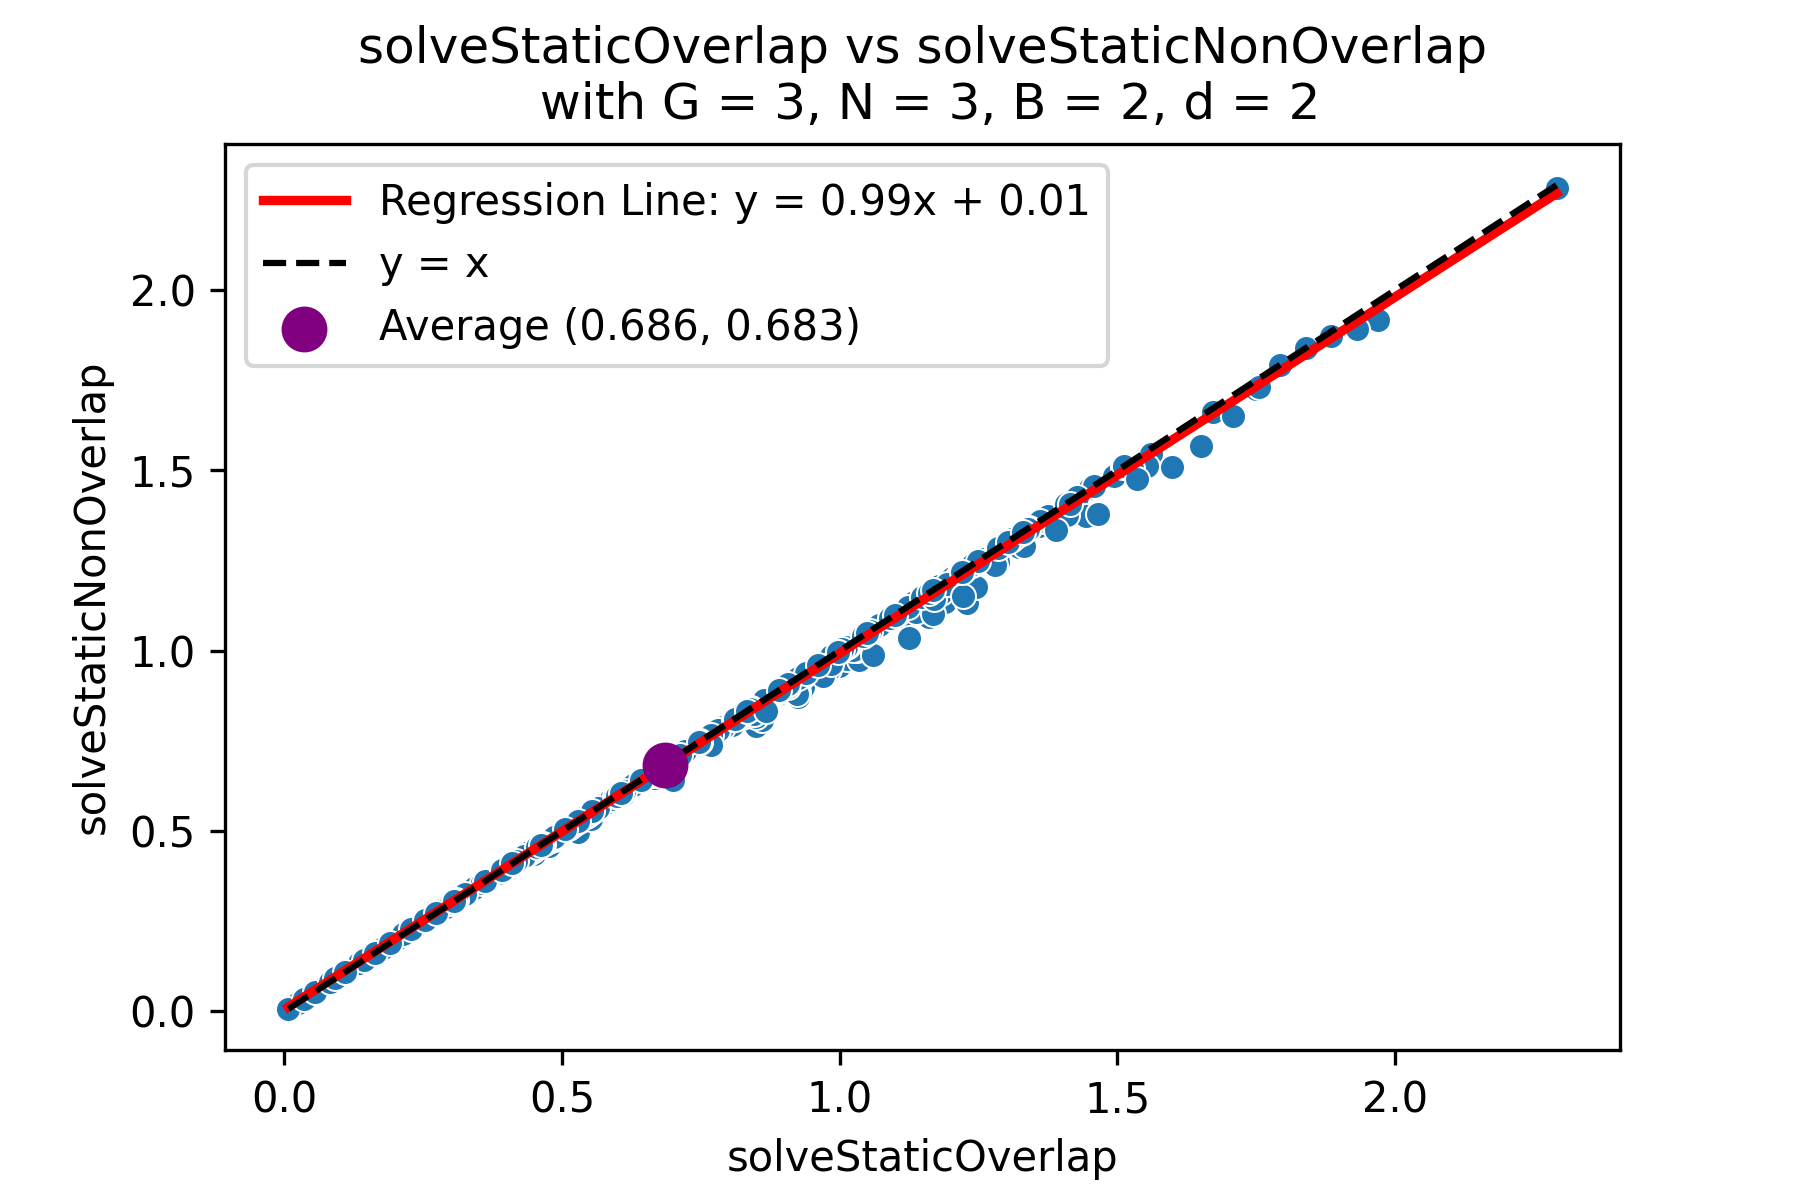 solveStaticOverlap vs solveStaticNonOverlap
with G = 3, N = 3, B = 2, d = 2
Regression Line: y = 0.99x + 0.01
y = x
Average (0.686, 0.683)
solveStaticNonOverlap
2.0
1.5
1.0
0.5
0.0
0.0 0.5 1.0 1.5 2.0
solveStaticOverlap